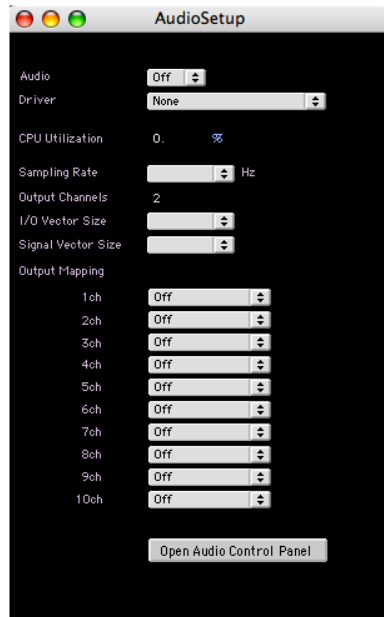 AudioSetup
Audio Off
Driver None
CPU Utilization 0. %
Sampling Rate Hz
Output Channels 2
I/O Vector Size
Signal Vector Size
Output Mapping
1ch Off
2ch Off
3ch Off
4ch Off
5ch Off
6ch Off
7ch Off
8ch Off
9ch Off
10ch Off
Open Audio Control Panel